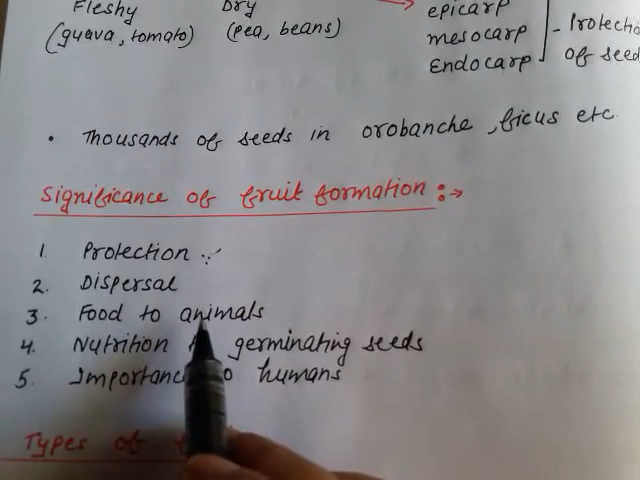 Fleshy Dry epicarp
(guava, tomato) (pea, beans) mesocarp - Protectio
Endocarp of seed
• Thousands of seeds in orobanche, ficus etc.
Significance of fruit formation :→
1. Protection
2. Dispersal
3. Food to animals
4. Nutrition germinating seeds
5. Importance to humans
Types of